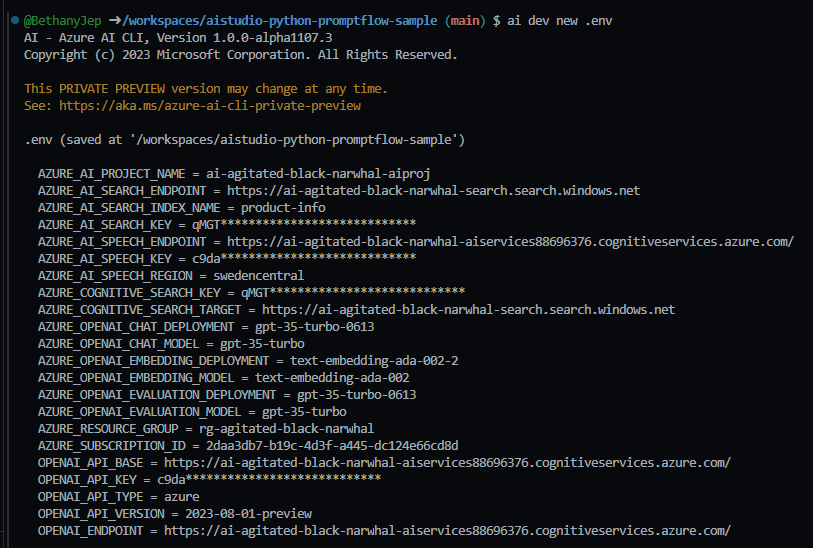 @BethanyJep ➜/workspaces/aistudio-python-promptflow-sample (main) $ ai dev new .env
AI - Azure AI CLI, Version 1.0.0-alpha1107.3
Copyright (c) 2023 Microsoft Corporation. All Rights Reserved.
This PRIVATE PREVIEW version may change at any time.
See: https://aka.ms/azure-ai-cli-private-preview
.env (saved at '/workspaces/aistudio-python-promptflow-sample')
AZURE_AI_PROJECT_NAME = ai-agitated-black-narwhal-aiproj
AZURE_AI_SEARCH_ENDPOINT = https://ai-agitated-black-narwhal-search.search.windows.net
AZURE_AI_SEARCH_INDEX_NAME = product-info
AZURE_AI_SEARCH_KEY = qMGT****************************
AZURE_AI_SPEECH_ENDPOINT = https://ai-agitated-black-narwhal-aiservices88696376.cognitiveservices.azure.com/
AZURE_AI_SPEECH_KEY = c9da****************************
AZURE_AI_SPEECH_REGION = swedencentral
AZURE_COGNITIVE_SEARCH_KEY = qMGT****************************
AZURE_COGNITIVE_SEARCH_TARGET = https://ai-agitated-black-narwhal-search.search.windows.net
AZURE_OPENAI_CHAT_DEPLOYMENT = gpt-35-turbo-0613
AZURE_OPENAI_CHAT_MODEL = gpt-35-turbo
AZURE_OPENAI_EMBEDDING_DEPLOYMENT = text-embedding-ada-002-2
AZURE_OPENAI_EMBEDDING_MODEL = text-embedding-ada-002
AZURE_OPENAI_EVALUATION_DEPLOYMENT = gpt-35-turbo-0613
AZURE_OPENAI_EVALUATION_MODEL = gpt-35-turbo
AZURE_RESOURCE_GROUP = rg-agitated-black-narwhal
AZURE_SUBSCRIPTION_ID = 2daa3db7-b19c-4d3f-a445-dc124e66cd8d
OPENAI_API_BASE = https://ai-agitated-black-narwhal-aiservices88696376.cognitiveservices.azure.com/
OPENAI_API_KEY = c9da****************************
OPENAI_API_TYPE = azure
OPENAI_API_VERSION = 2023-08-01-preview
OPENAI_ENDPOINT = https://ai-agitated-black-narwhal-aiservices88696376.cognitiveservices.azure.com/